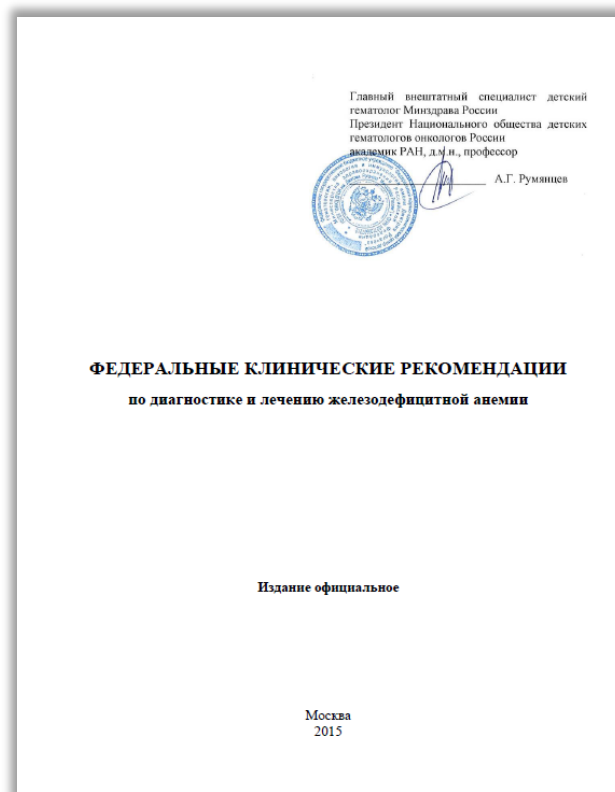 Главный внештатный специалист детский
гематолог Минздрава России
Президент Национального общества детских
гематологов онкологов России
академик РАН, д.м.н., профессор
А.Г. Румянцев
ФЕДЕРАЛЬНЫЕ КЛИНИЧЕСКИЕ РЕКОМЕНДАЦИИ
по диагностике и лечению железодефицитной анемии
Издание официальное
Москва
2015